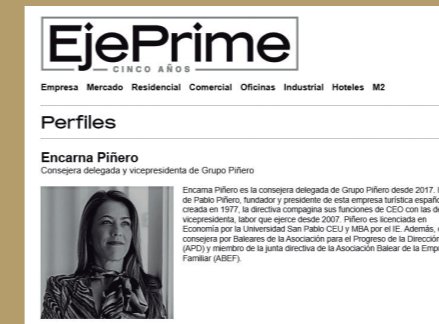 EjePrime
CINCO AÑOS
Empresa Mercado Residencial Comercial Oficinas Industrial Hoteles M2
Perfiles
Encarna Piñero
Consejera delegada y vicepresidenta de Grupo Piñero
Encarna Piñero es la consejera delegada de Grupo Piñero desde 2017.
de Pablo Piñero, fundador y presidente de esta empresa turística
creada en 1977, la directiva compagina sus funciones de CEO con las
vicepresidenta, labor que ejerce desde 2007. Piñero es licenciada en
Economía por la Universidad San Pablo CEU y MBA por el IE. Además,
consejera por Baleares de la Asociación para el Progreso de la Dirección
(APD) y miembro de la junta directiva de la Asociación Balear de la
Familiar (ABEF).